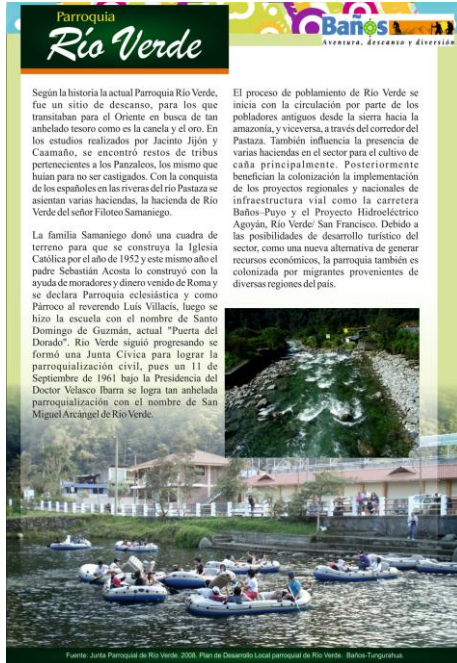 Parroquia
Río Verde
Baños
Aventura, descanso y diversión
Según la historia la actual Parroquia Río Verde,
fue un sitio de descanso, para los que
transitaban para el Oriente en busca de tan
anhelado tesoro como es la canela y el oro. En
los estudios realizados por Jacinto Jijón y
Caamaño, se encontró restos de tribus
pertenecientes a los Panzaleos, los mismo que
huían para no ser castigados. Con la conquista
de los españoles en las riveras del río Pastaza se
asientan varias haciendas, la hacienda de Río
Verde del señor Filoteo Samaniego.
La familia Samaniego donó una cuadra de
terreno para que se construya la Iglesia
Católica por el año de 1952 y este mismo año el
padre Sebastián Acosta lo construyó con la
ayuda de moradores y dinero venido de Roma y
se declara Parroquia eclesiástica y como
Párroco al reverendo Luís Villacís, luego se
hizo la escuela con el nombre de Santo
Domingo de Guzmán, actual "Puerta del
Dorado". Río Verde siguió progresando se
formó una Junta Cívica para lograr la
parroquialización civil, pues un 11 de
Septiembre de 1961 bajo la Presidencia del
Doctor Velasco Ibarra se logra tan anhelada
parroquialización con el nombre de San
Miguel Arcángel de Río Verde.
El proceso de poblamiento de Río Verde se
inicia con la circulación por parte de los
pobladores antiguos desde la sierra hacia la
amazonía, y viceversa, a través del corredor del
Pastaza. También influencia la presencia de
varias haciendas en el sector para el cultivo de
caña principalmente. Posteriormente
benefician la colonización la implementación
de los proyectos regionales y nacionales de
infraestructura vial como la carretera
Baños–Puyo y el Proyecto Hidroeléctrico
Agoyán, Río Verde/ San Francisco. Debido a
las posibilidades de desarrollo turístico del
sector, como una nueva alternativa de generar
recursos económicos, la parroquia también es
colonizada por migrantes provenientes de
diversas regiones del país.
Fuente: Junta Parroquial de Río Verde. 2008. Plan de Desarrollo Local parroquial de Río Verde. Baños-Tungurahua.